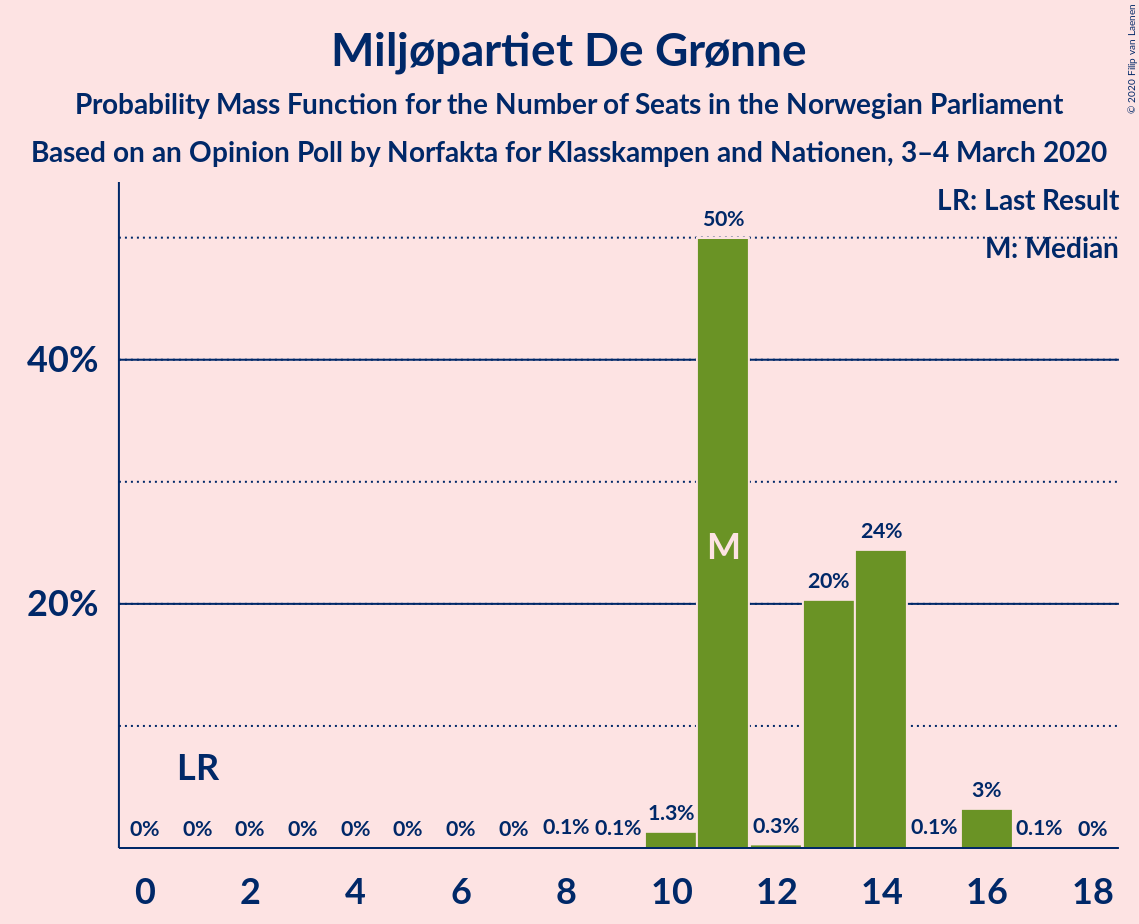 Miljøpartiet De Grønne
Probability Mass Function for the Number of Seats in the Norwegian Parliament
Based on an Opinion Poll by Norfakta for Klasskampen and Nationen, 3–4 March 2020
© 2020 Filip van Laenen
LR: Last Result
M: Median
50%
40%
M
24%
20%
20%
LR
3%
1.3%
0% 0% 0% 0% 0% 0% 0% 0% 0.1% 0.1% 0.3% 0.1% 0.1% 0%
0 2 4 6 8 10 12 14 16 18